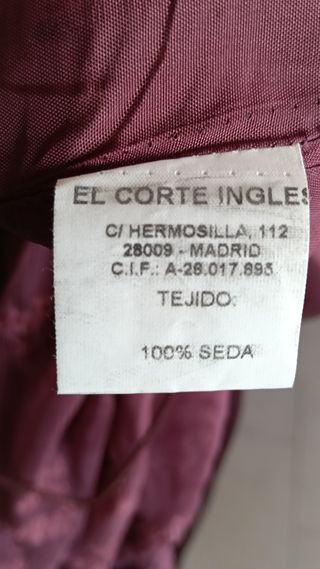 EL CORTE INGLES
C/ HERMOSILLA, 112
28009 - MADRID
C.I.F.: A-28.017.895
TEJIDO:
100% SEDA